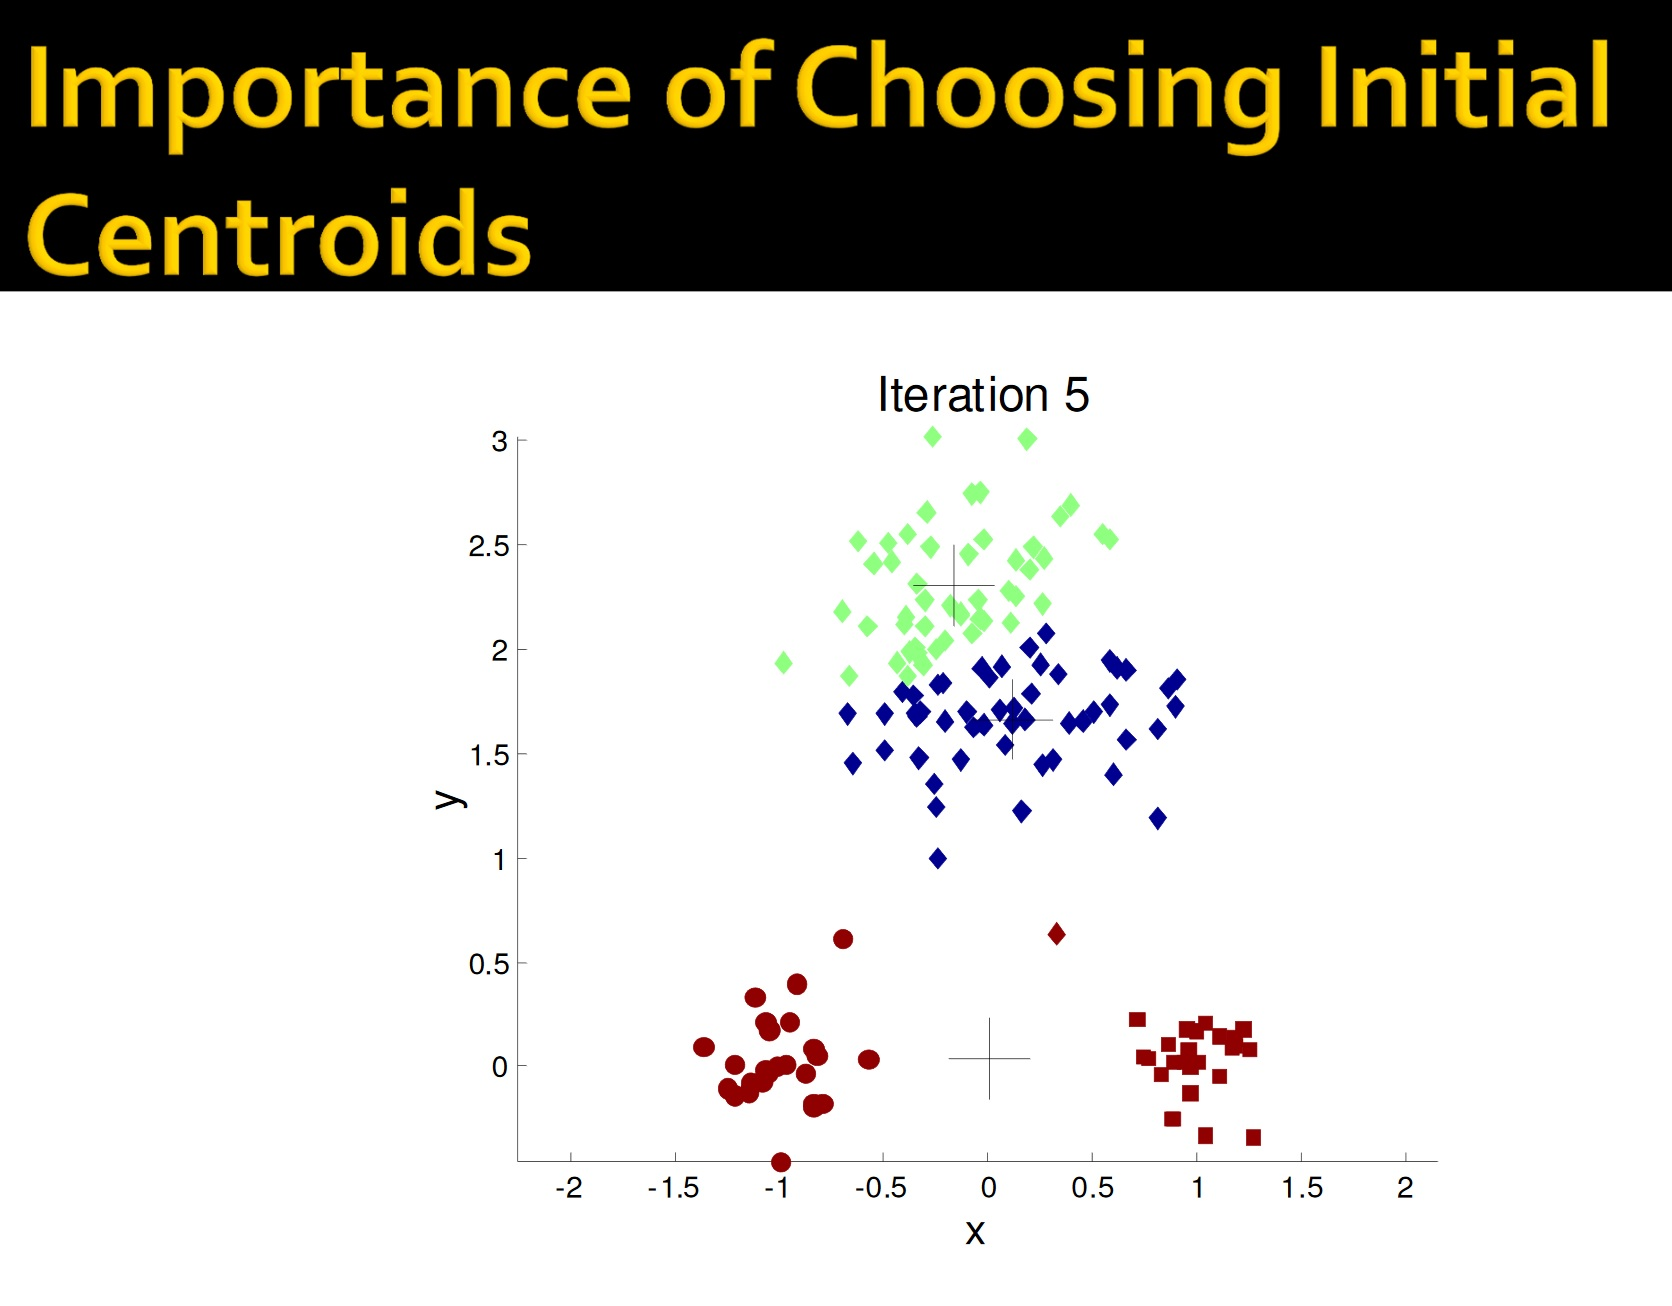 Importance of Choosing Initial
Centroids
Iteration 5
3
2.5
2
1.5
1
0.5
0
y
-2 -1.5 -1 -0.5 0 0.5 1 1.5 2
x